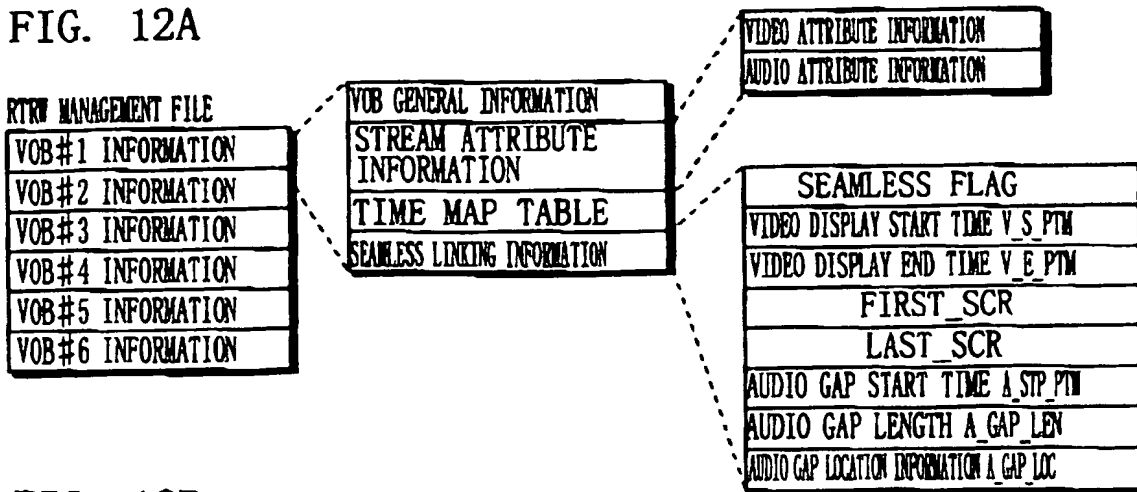 FIG. 12A
RTRW MANAGEMENT FILE
VOB#1 INFORMATION
VOB#2 INFORMATION
VOB#3 INFORMATION
VOB#4 INFORMATION
VOB#5 INFORMATION
VOB#6 INFORMATION
VOB GENERAL INFORMATION
STREAM ATTRIBUTE
INFORMATION
TIME MAP TABLE
SEAMLESS LINKING INFORMATION
VIDEO ATTRIBUTE INFORMATION
AUDIO ATTRIBUTE INFORMATION
SEAMLESS FLAG
VIDEO DISPLAY START TIME V_S_PTM
VIDEO DISPLAY END TIME V_E_PTM
FIRST_SCR
LAST_SCR
AUDIO GAP START TIME A_STP_PTM
AUDIO GAP LENGTH A_GAP_LEN
AUDIO GAP LOCATION INFORMATION A_GAP_LOC